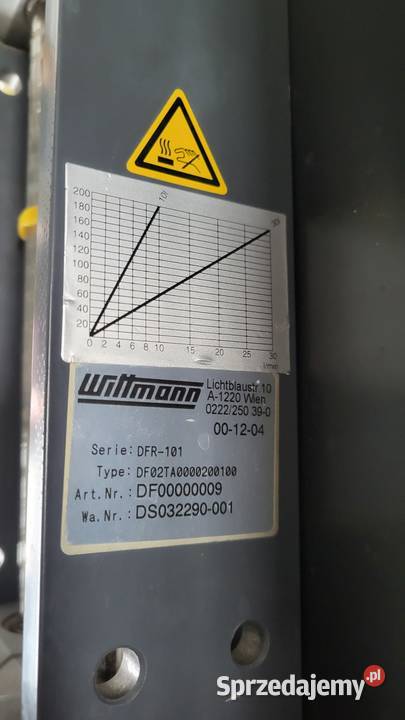 200
180
160
140
120
100
80
60
40
20
0 2 4 6 8 10 15 20 25 30
l/min
Wittmann
Lichtblaustr.10
A-1220 Wien
0222/250 39-0
00-12-04
Serie: DFR-101
Type: DF02TA0000200100
Art.Nr.: DF00000009
Wa.Nr.: DS032290-001
Sprzedajemy.pl